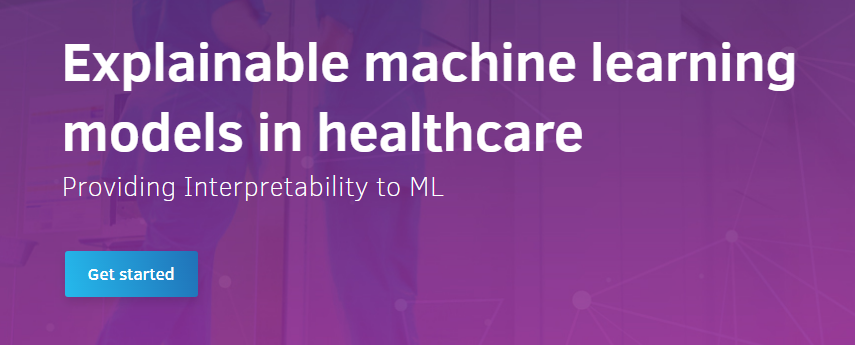 Explainable machine learning
models in healthcare
Providing Interpretability to ML
Get started